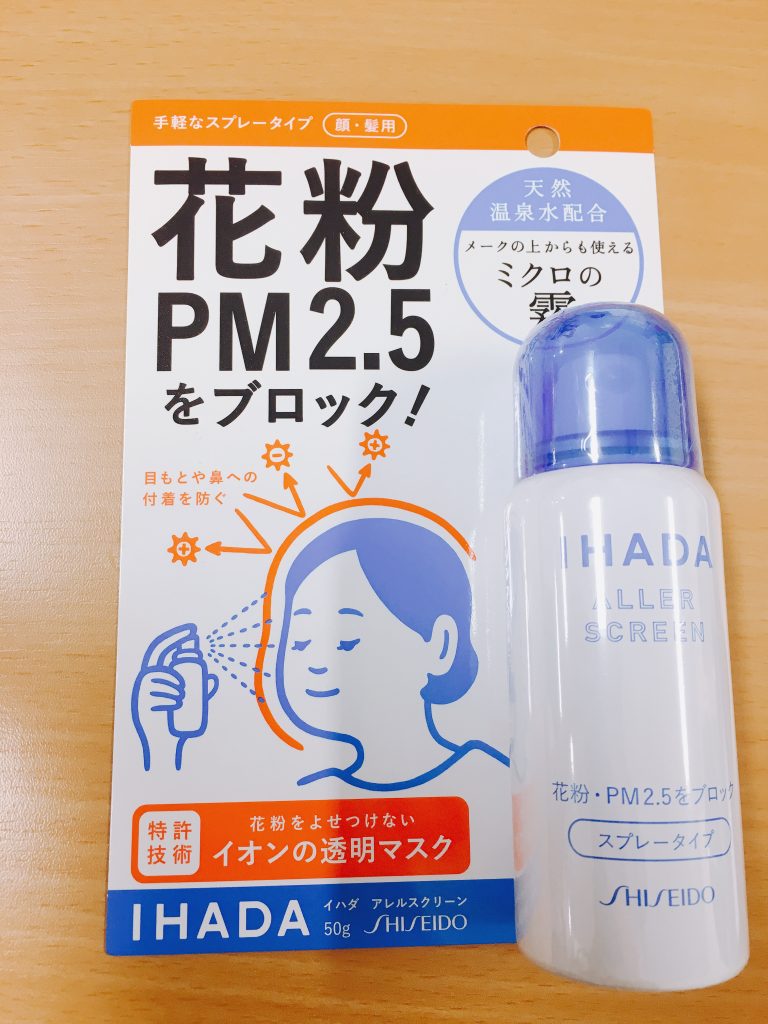 手軽なスプレータイプ 顔・髪用
花粉
PM2.5
をブロック!
天然
温泉水配合
メークの上からも使える
ミクロの
霧
目もとや鼻への
付着を防ぐ
特許
技術
花粉をよせつけない
イオンの透明マスク
IHADA
イハダ アレルスクリーン
50g SHISEIDO
IHADA
ALLER
SCREEN
花粉・PM2.5をブロック
スプレータイプ
SHISEIDO